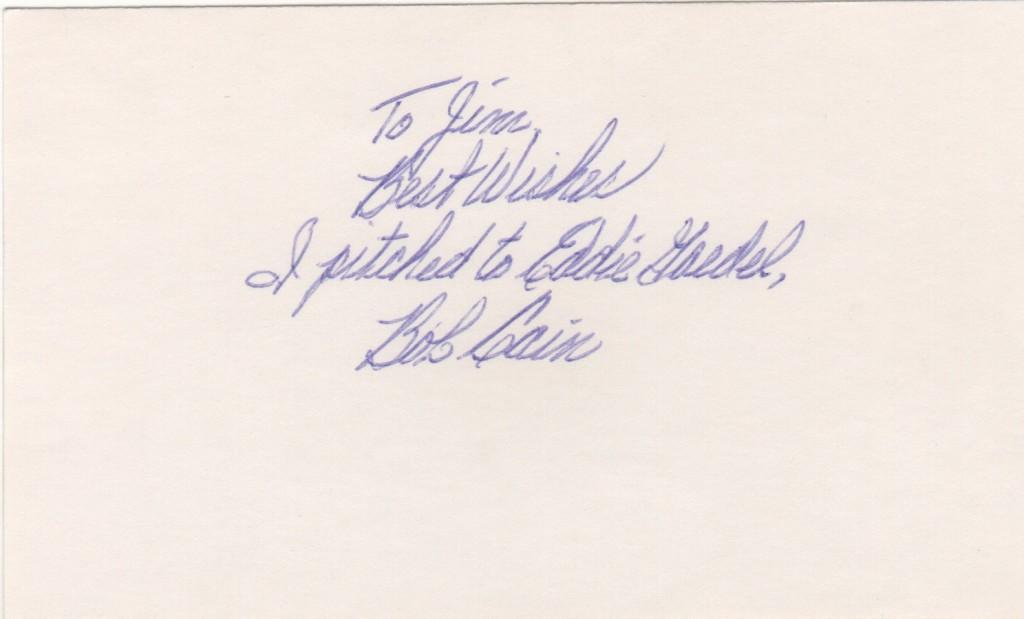 To Jim,
Best Wishes
I pitched to Eddie Gaedel,
Bob Cain